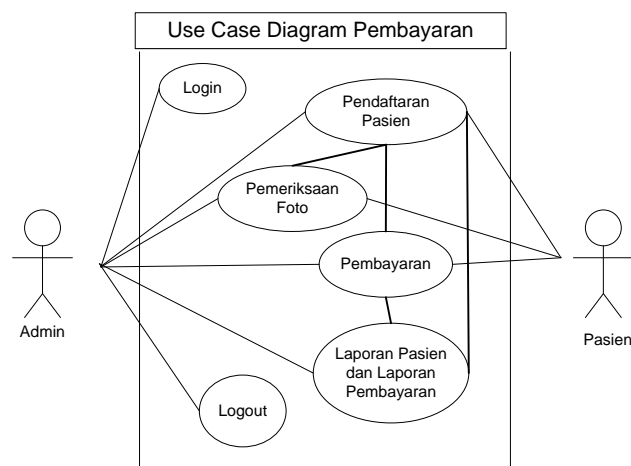 Use Case Diagram Pembayaran
Login
Pendaftaran
Pasien
Pemeriksaan
Foto
Pembayaran
Admin
Pasien
Laporan Pasien
dan Laporan
Pembayaran
Logout